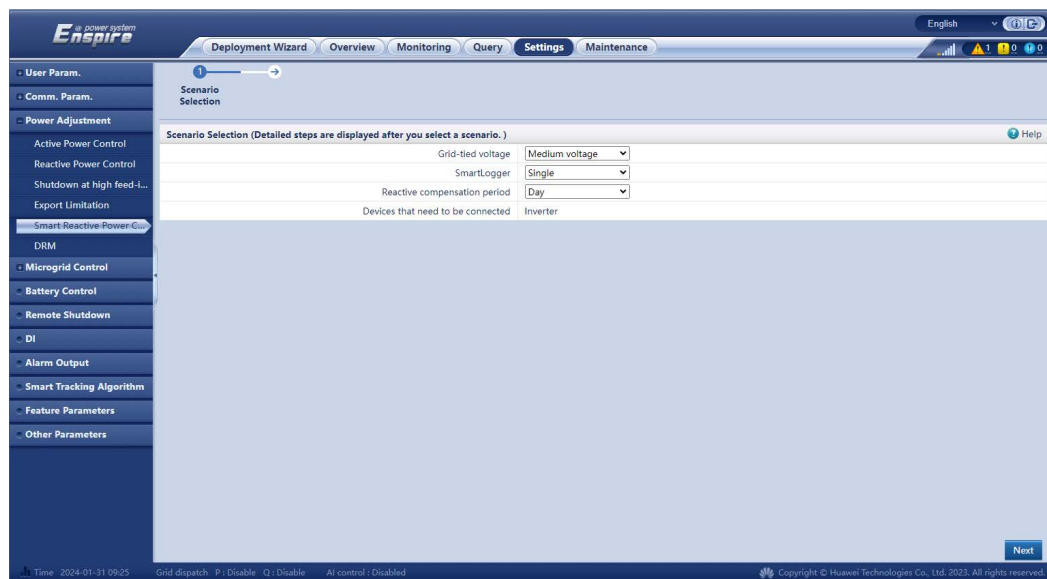 @ power system
Enspire
English
Deployment Wizard Overview Monitoring Query Settings Maintenance
1 0 0
User Param.
Comm. Param.
Power Adjustment
Active Power Control
Reactive Power Control
Shutdown at high feed-i...
Export Limitation
Smart Reactive Power C...
DRM
Microgrid Control
Battery Control
Remote Shutdown
DI
Alarm Output
Smart Tracking Algorithm
Feature Parameters
Other Parameters
1
Scenario
Selection
Scenario Selection (Detailed steps are displayed after you select a scenario. ) Help
Grid-tied voltage Medium voltage
SmartLogger Single
Reactive compensation period Day
Devices that need to be connected Inverter
Next
Time 2024-01-31 09:25 Grid dispatch P : Disable Q : Disable AI control : Disabled Copyright © Huawei Technologies Co., Ltd. 2023. All rights reserved.